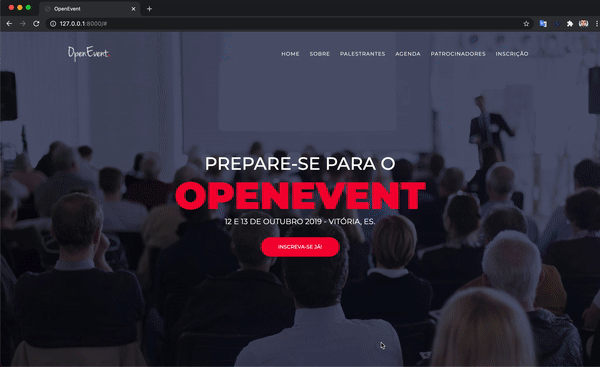 OpenEvent
127.0.0.1:8000/#
OpenEvent
HOME SOBRE PALESTRANTES AGENDA PATROCINADORES INSCRIÇÃO
PREPARE-SE PARA O
OPENEVENT
12 E 13 DE OUTUBRO 2019 - VITÓRIA, ES.
INSCREVA-SE JÁ!